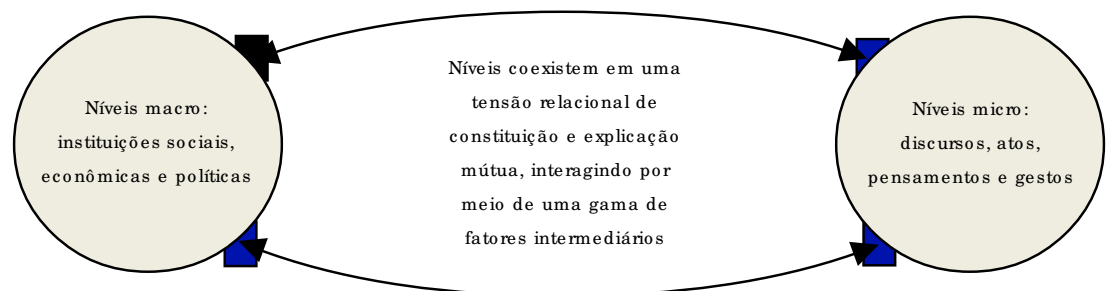 Níveis macro:
instituições sociais,
econômicas e políticas
Níveis coexistem em uma
tensão relacional de
constituição e explicação
mútua, interagindo por
meio de uma gama de
fatores intermediários
Níveis micro:
discursos, atos,
pensamentos e gestos